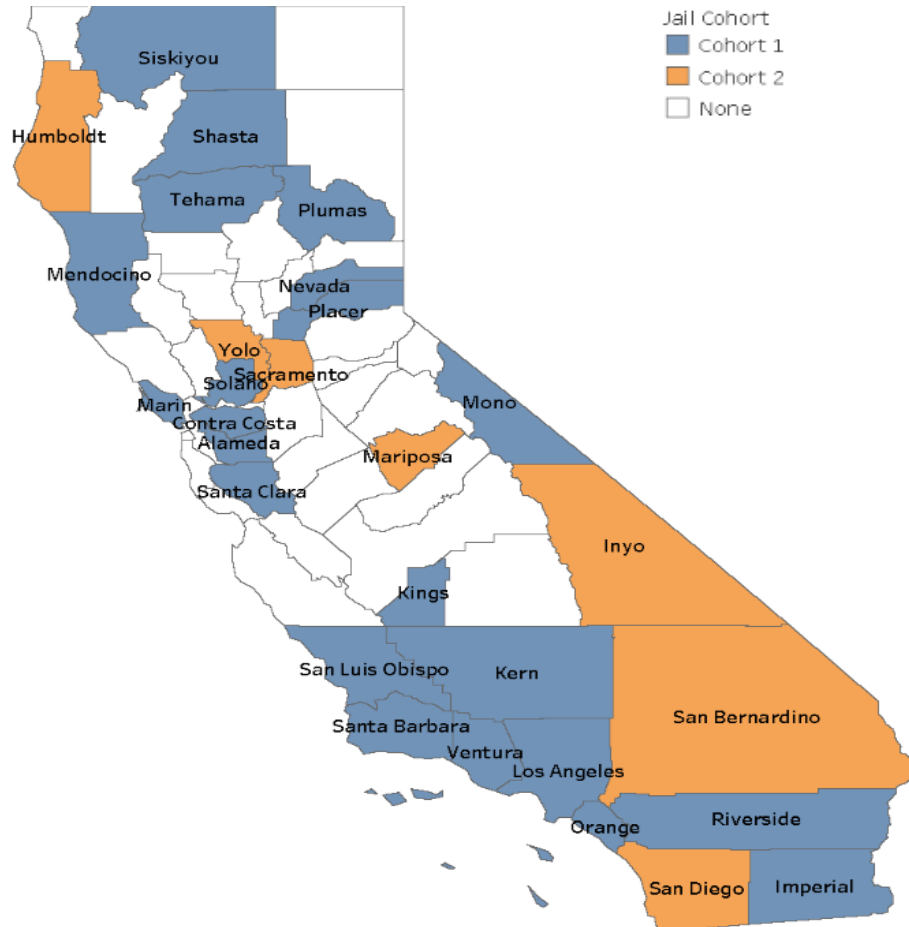 Jail Cohort
Cohort 1
Cohort 2
None
Siskiyou
Humboldt
Shasta
Tehama
Plumas
Mendocino
Nevada
Placer
Yolo
Sacramento
Solano
Marin
Contra Costa
Alameda
Mono
Mariposa
Santa Clara
Inyo
Kings
San Luis Obispo
Kern
San Bernardino
Santa Barbara
Ventura
Los Angeles
Orange
Riverside
San Diego
Imperial